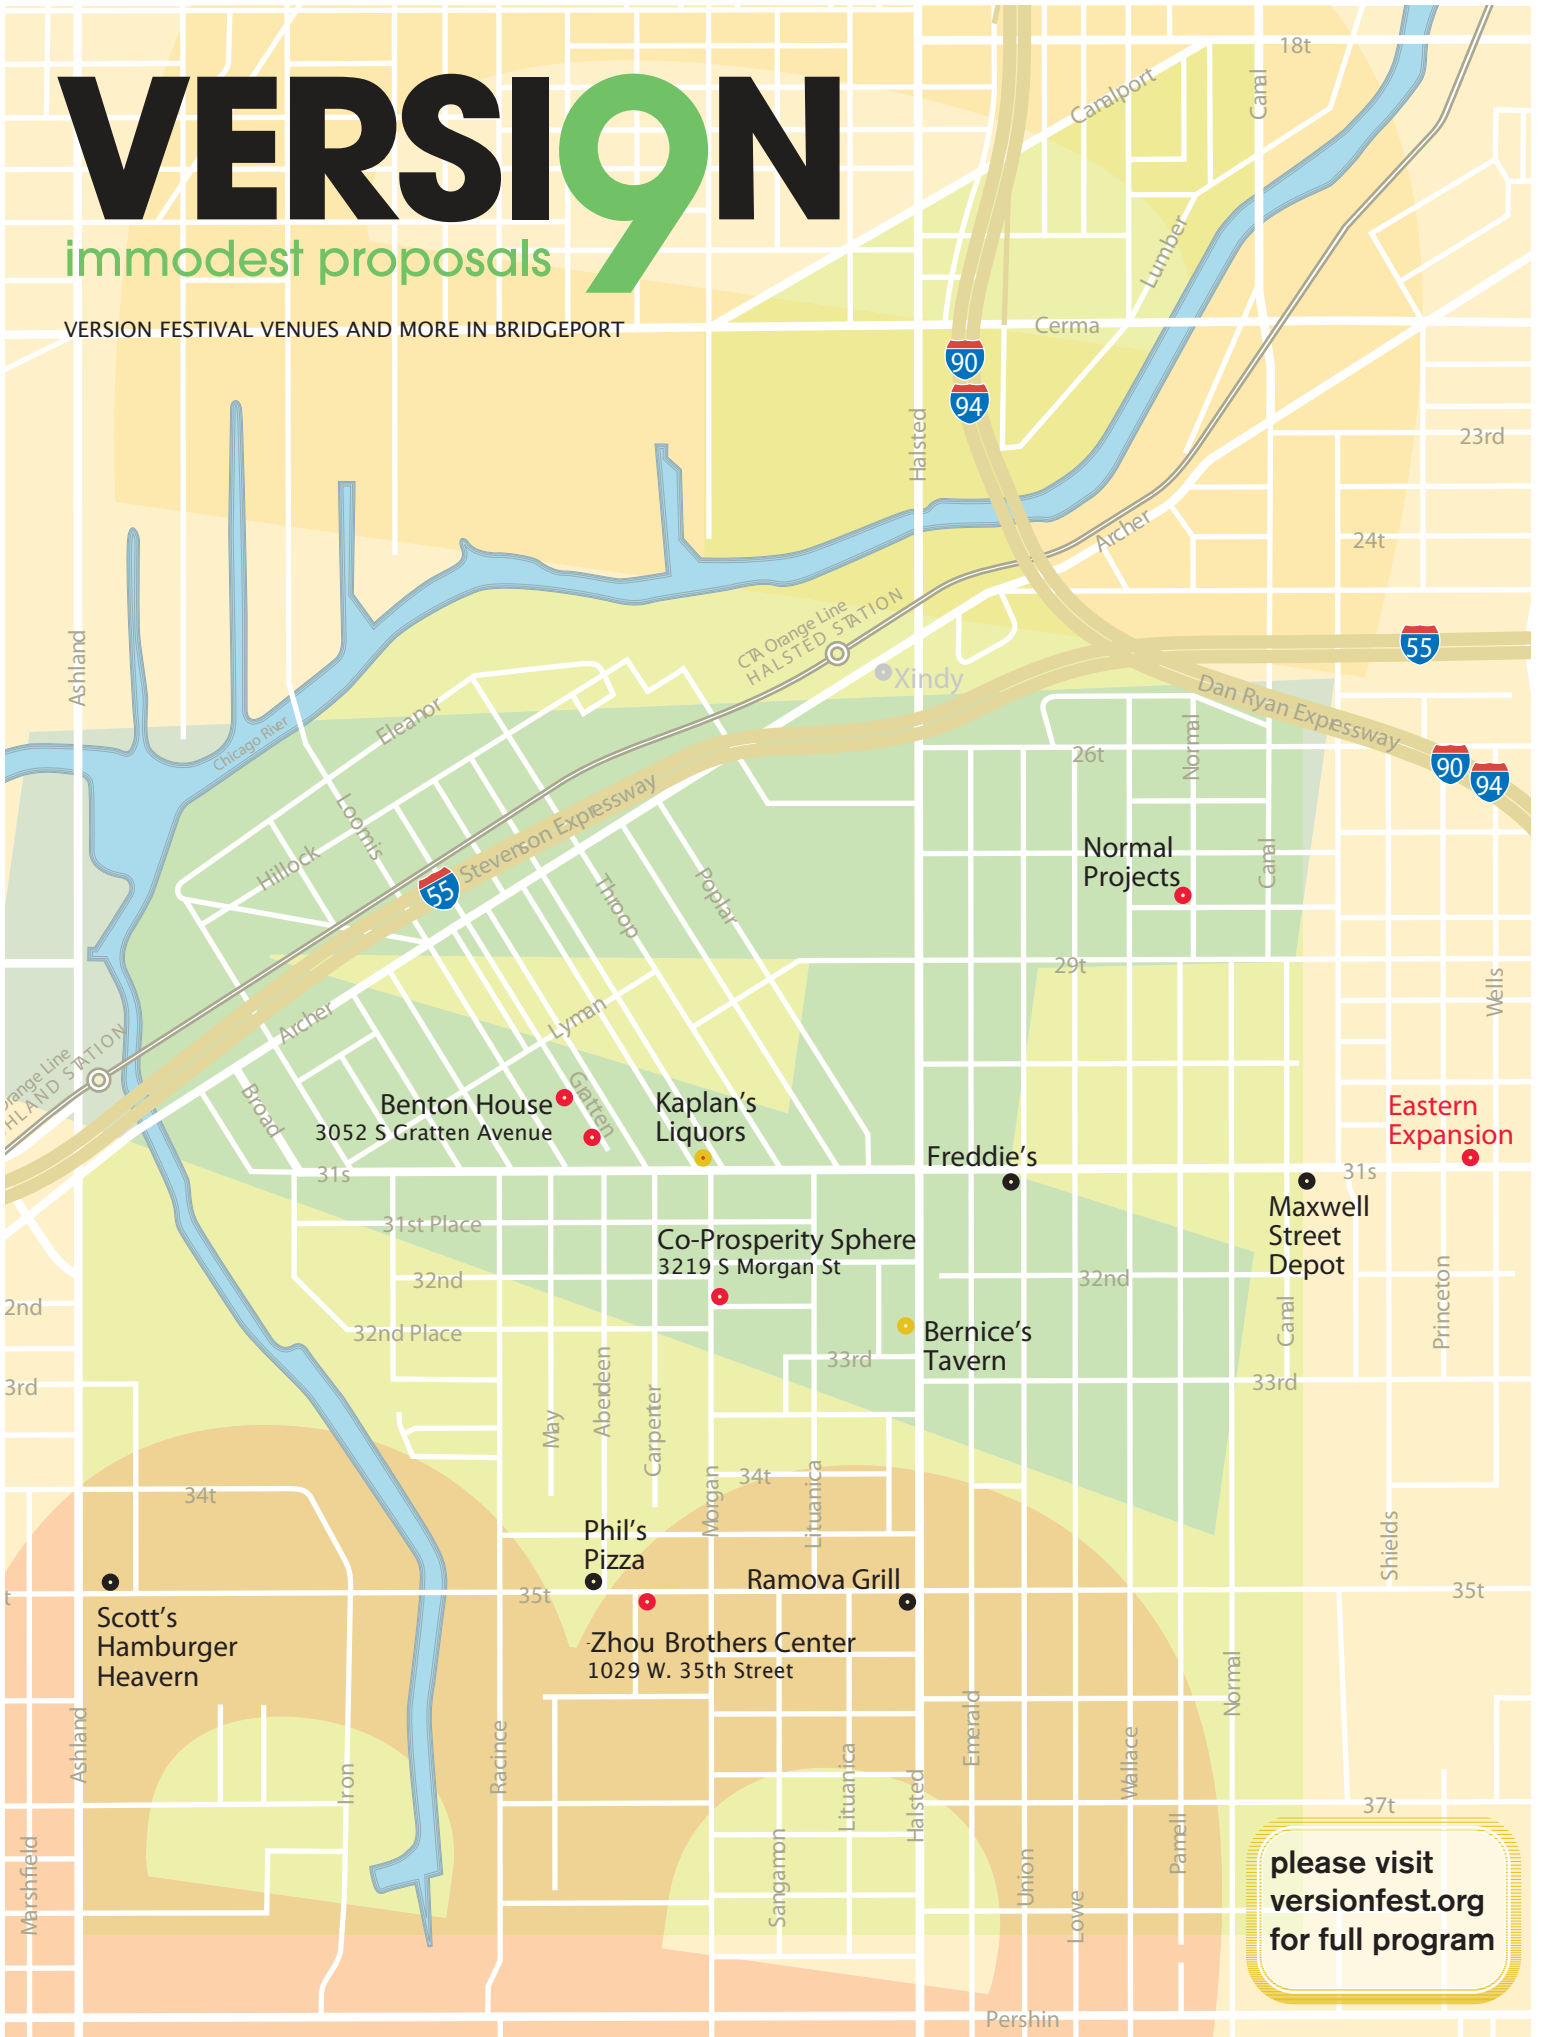 VERSI9N
immodest proposals
VERSION FESTIVAL VENUES AND MORE IN BRIDGEPORT
18t
Canalport
Canal
Lumber
Cerma
90
94
Halsted
23rd
Archer
24t
CTA Orange Line
HALSTED STATION
Xindy
55
Ashland
Dan Ryan Expressway
Chicago River
Eleanor
26t
Normal
90
94
Loomis
Stevenson Expressway
55
Hillock
Throop
Poplar
Normal
Projects
Canal
29t
Wells
Archer
Lyman
Orange Line
HLAND STATION
Broad
Gratten
Benton House
3052 S Gratten Avenue
Kaplan's
Liquors
Eastern
Expansion
Freddie's
31s
31s
Maxwell
Street
Depot
31st Place
Co-Prosperity Sphere
3219 S Morgan St
32nd
32nd
2nd
32nd Place
Canal
Princeton
Bernice's
Tavern
33rd
33rd
3rd
May
Aberdeen
Carpenter
Morgan
34t
Lituanica
34t
Shields
Phil's
Pizza
Ramova Grill
t
35t
35t
Scott's
Hamburger
Heavern
-Zhou Brothers Center
1029 W. 35th Street
Normal
Ashland
Iron
Racince
Lituanica
Halsted
Emerald
Wallace
37t
Marshfield
Sangamon
Union
Lowe
Parnell
please visit
versionfest.org
for full program
Pershin